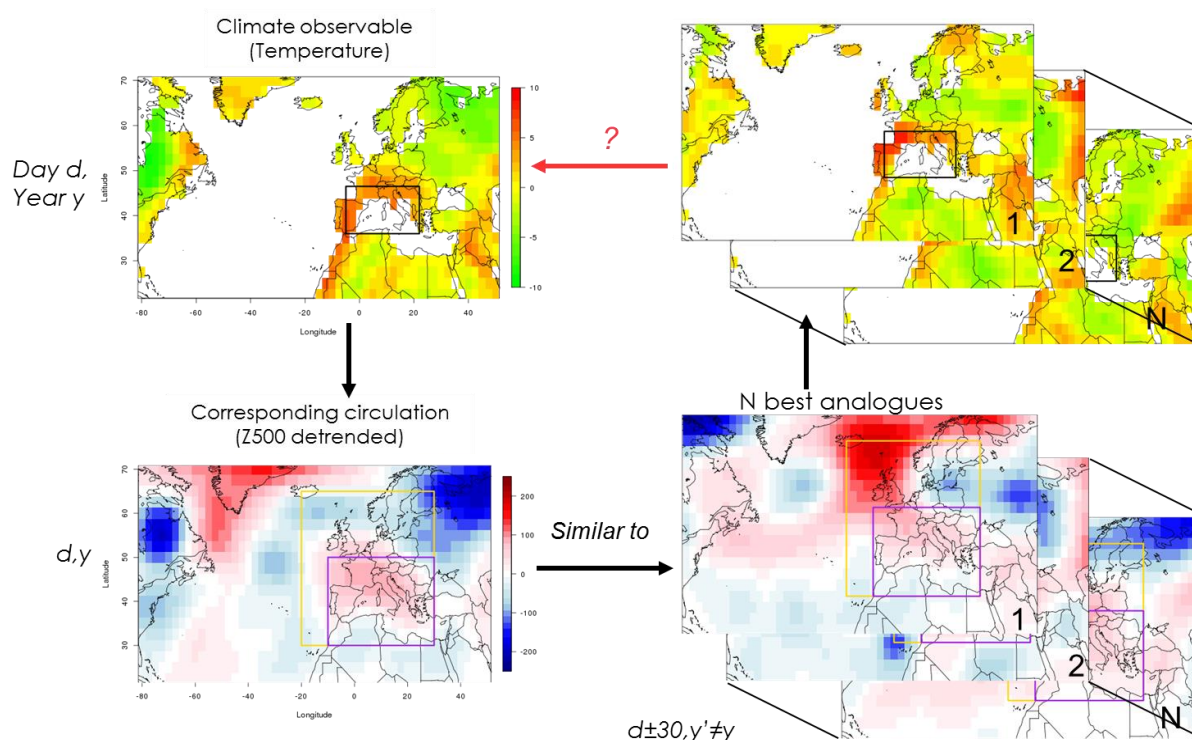 Climate observable
(Temperature)
Day d,
Year y
Latitude
70
60
50
40
30
-80
-60
-40
-20
0
20
40
Longitude
10
5
0
-5
-10
?
1
2
N
Corresponding circulation
(Z500 detrended)
d,y
Latitude
70
60
50
40
30
-80
-60
-40
-20
0
20
40
Longitude
200
100
0
-100
-200
Similar to
N best analogues
1
2
N
d±30,y'≠y